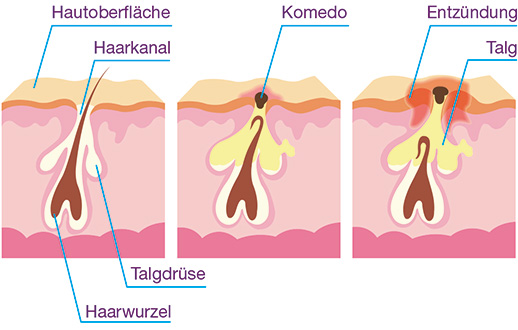 Hautoberfläche
Haarkanal
Talgdrüse
Haarwurzel
Komedo
Entzündung
Talg